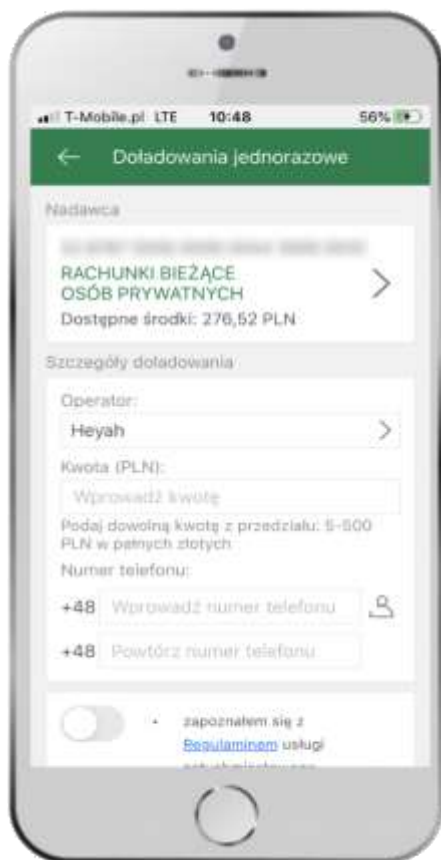 T-Mobile.pl LTE 10:48 56%
Doładowania jednorazowe
Nadawca
RACHUNKI BIEŻĄCE
OSÓB PRYWATNYCH
Dostępne środki: 276,52 PLN
Szczegóły doładowania
Operator:
Heyah
Kwota (PLN):
Wprowadź kwotę
Podaj dowolną kwotę z przedziału: 5-500
PLN w pełnych złotych
Numer telefonu:
+48 Wprowadź numer telefonu
+48 Powtórz numer telefonu
• zapoznałem się z
Regulaminem usługi